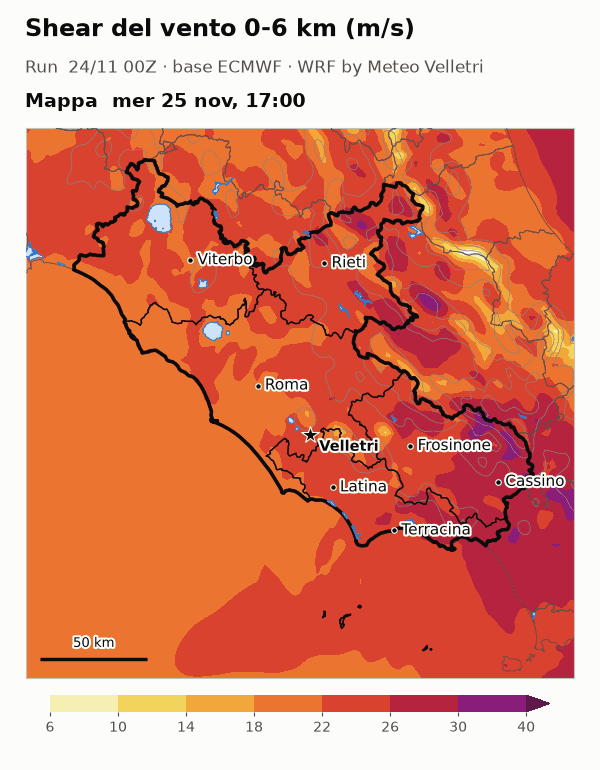 Shear del vento 0-6 km (m/s)
Run  24/11 00Z · base ECMWF · WRF by Meteo Velletri
Mappa  mer 25 nov, 17:00
Viterbo
Rieti
Roma
Velletri
Frosinone
Cassino
Latina
Terracina
50 km
6 10 14 18 22 26 30 40